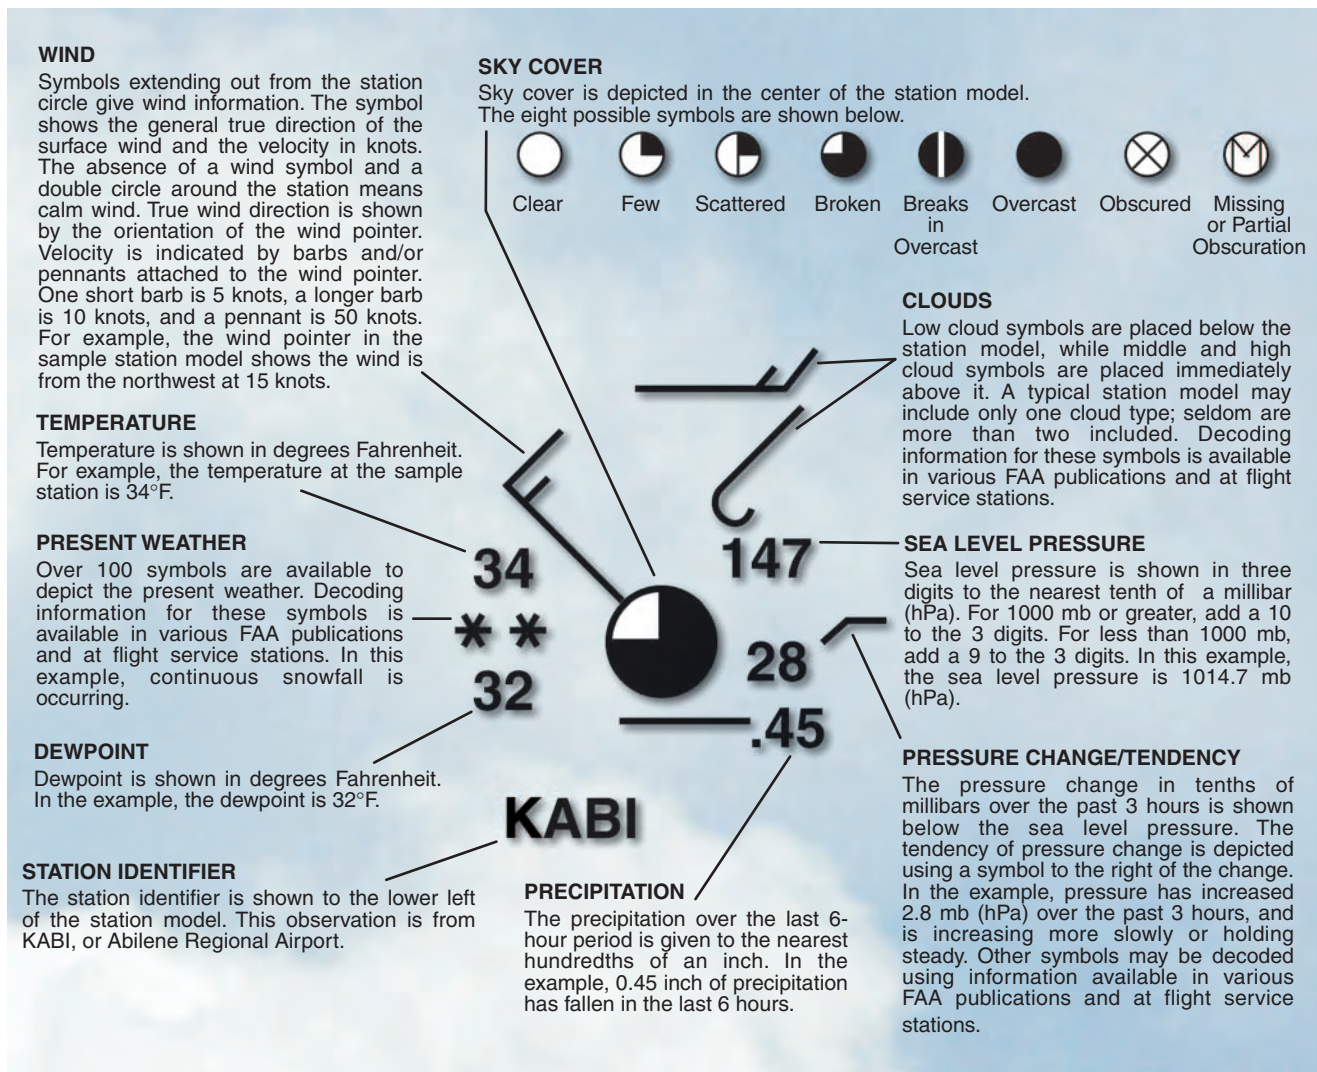 WIND
Symbols extending out from the station
circle give wind information. The symbol
shows the general true direction of the
surface wind and the velocity in knots.
The absence of a wind symbol and a
double circle around the station means
calm wind. True wind direction is shown
by the orientation of the wind pointer.
Velocity is indicated by barbs and/or
pennants attached to the wind pointer.
One short barb is 5 knots, a longer barb
is 10 knots, and a pennant is 50 knots.
For example, the wind pointer in the
sample station model shows the wind is
from the northwest at 15 knots.
TEMPERATURE
Temperature is shown in degrees Fahrenheit.
For example, the temperature at the sample
station is 34°F.
PRESENT WEATHER
Over 100 symbols are available to
depict the present weather. Decoding
information for these symbols is
available in various FAA publications
and at flight service stations. In this
example, continuous snowfall is
occurring.
DEWPOINT
Dewpoint is shown in degrees Fahrenheit.
In the example, the dewpoint is 32°F.
STATION IDENTIFIER
The station identifier is shown to the lower left
of the station model. This observation is from
KABI, or Abilene Regional Airport.
SKY COVER
Sky cover is depicted in the center of the station model.
The eight possible symbols are shown below.
Clear
Few
Scattered
Broken
Breaks
in
Overcast
Overcast
Obscured
Missing
or Partial
Obscuration
34
32
147
28
.45
KABI
PRECIPITATION
The precipitation over the last 6-
hour period is given to the nearest
hundredths of an inch. In the
example, 0.45 inch of precipitation
has fallen in the last 6 hours.
CLOUDS
Low cloud symbols are placed below the
station model, while middle and high
cloud symbols are placed immediately
above it. A typical station model may
include only one cloud type; seldom are
more than two included. Decoding
information for these symbols is available
in various FAA publications and at flight
service stations.
SEA LEVEL PRESSURE
Sea level pressure is shown in three
digits to the nearest tenth of a millibar
(hPa). For 1000 mb or greater, add a 10
to the 3 digits. For less than 1000 mb,
add a 9 to the 3 digits. In this example,
the sea level pressure is 1014.7 mb
(hPa).
PRESSURE CHANGE/TENDENCY
The pressure change in tenths of
millibars over the past 3 hours is shown
below the sea level pressure. The
tendency of pressure change is depicted
using a symbol to the right of the change.
In the example, pressure has increased
2.8 mb (hPa) over the past 3 hours, and
is increasing more slowly or holding
steady. Other symbols may be decoded
using information available in various
FAA publications and at flight service
stations.